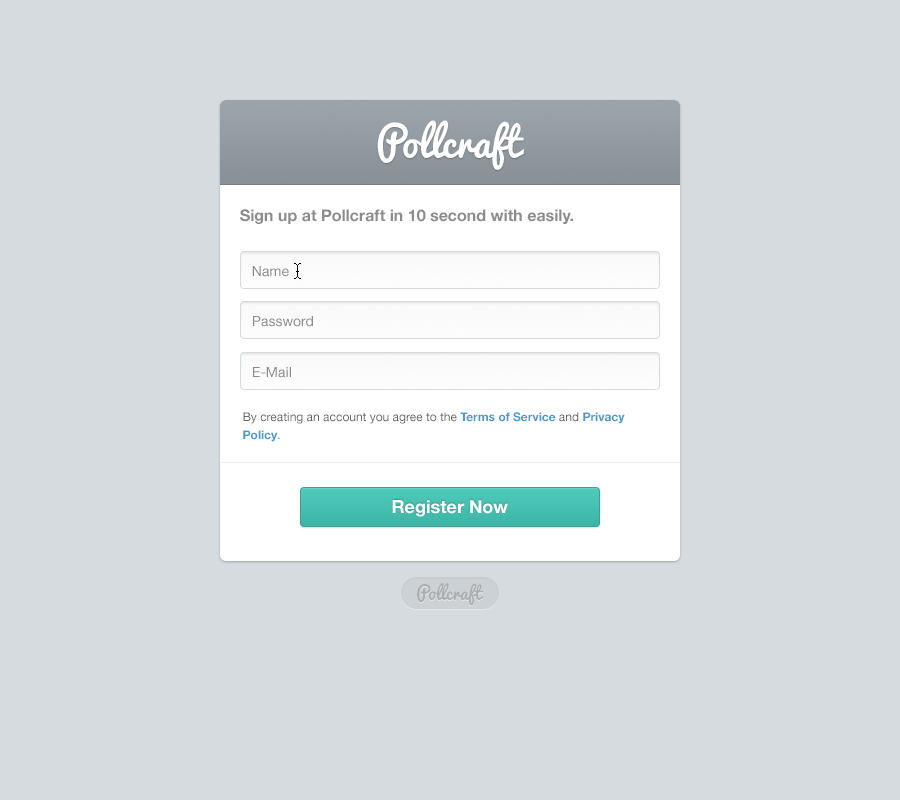 Pollcraft
Sign up at Pollcraft in 10 second with easily.
Name
Password
E-Mail
By creating an account you agree to the Terms of Service and Privacy
Policy.
Register Now
Pollcraft